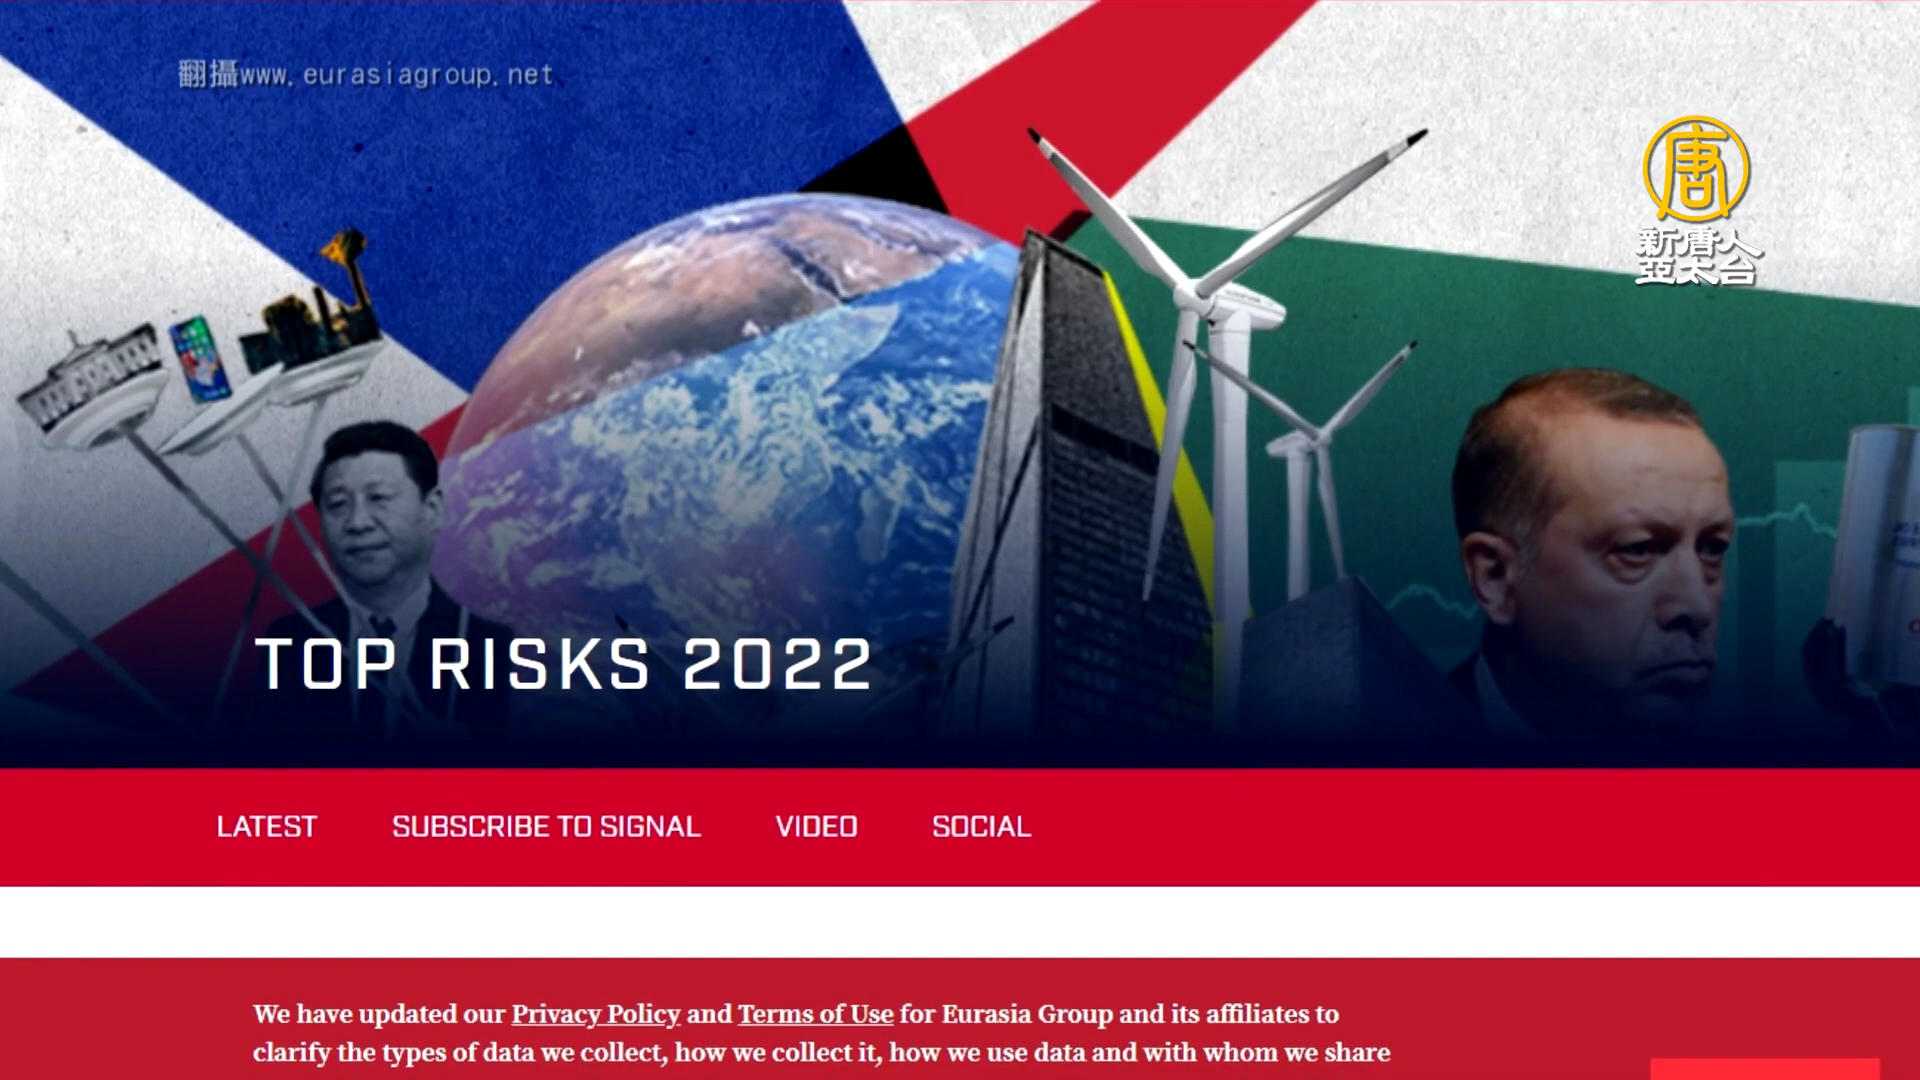 翻攝www.eurasiagroup.net
唐
新唐人
亞太台
TOP RISKS 2022
LATEST
SUBSCRIBE TO SIGNAL
VIDEO
SOCIAL
We have updated our Privacy Policy and Terms of Use for Eurasia Group and its affiliates to
clarify the types of data we collect, how we collect it, how we use data and with whom we share